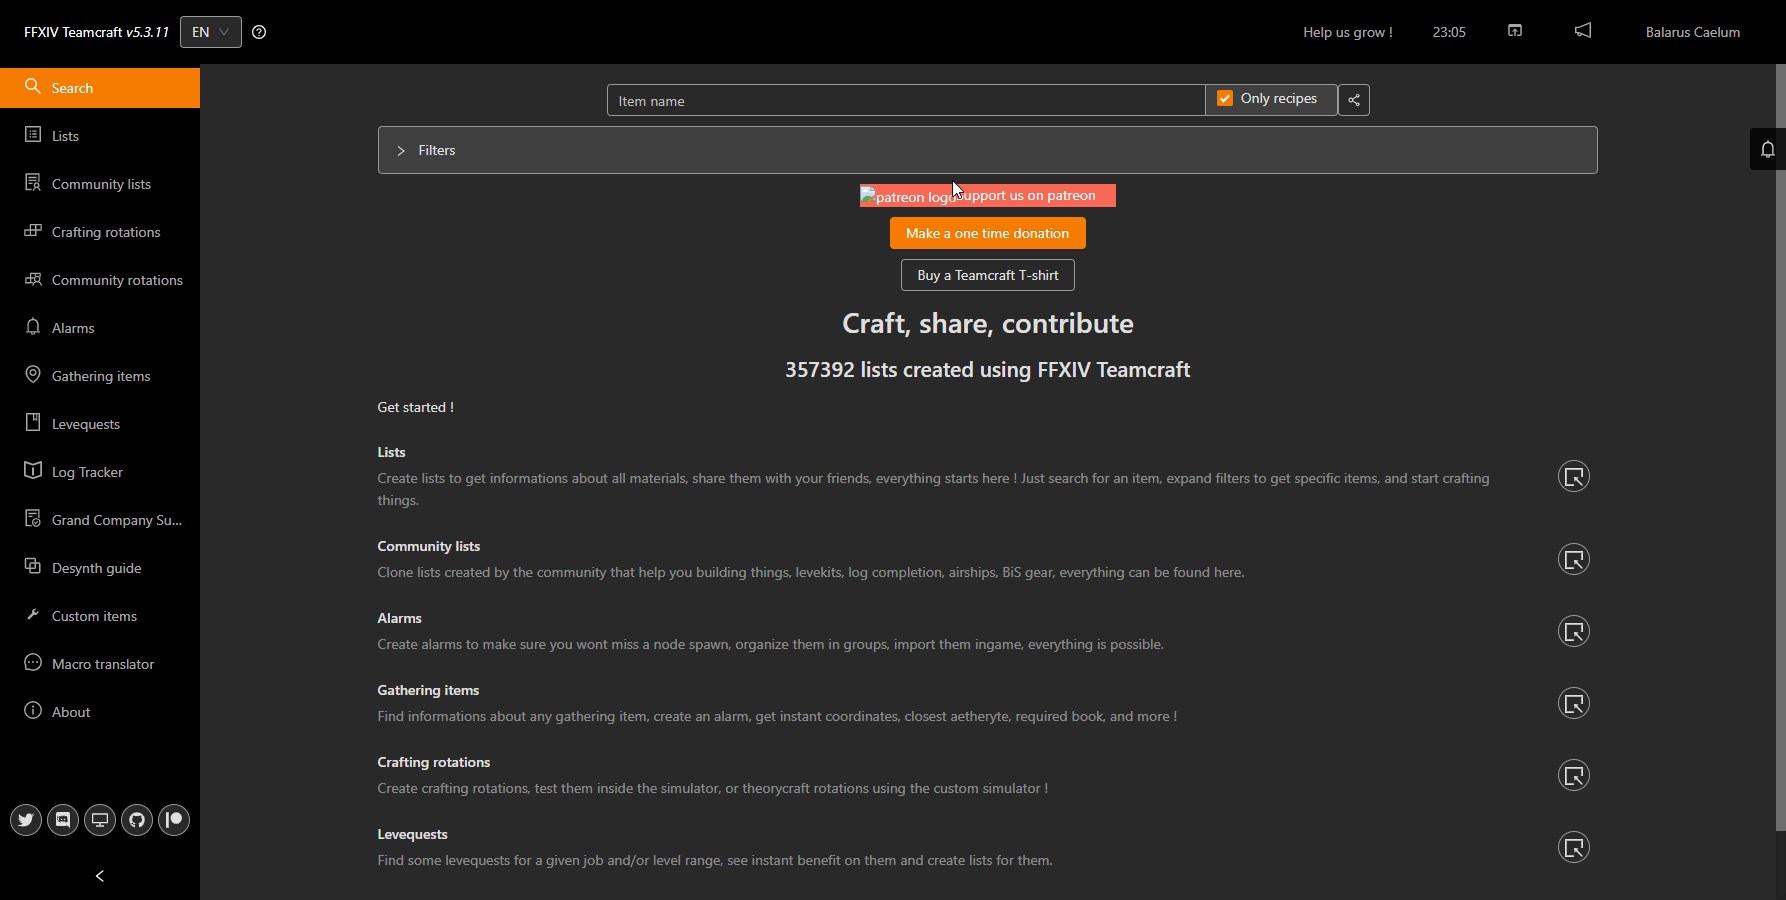 FFXIV Teamcraft v5.3.11
EN
Help us grow !
23:05
Balarus Caelum
Search
Lists
Community lists
Crafting rotations
Community rotations
Alarms
Gathering items
Levequests
Log Tracker
Grand Company Su...
Desynth guide
Custom items
Macro translator
About
Item name
Only recipes
Filters
patreon logo upport us on patreon
Make a one time donation
Buy a Teamcraft T-shirt
Craft, share, contribute
357392 lists created using FFXIV Teamcraft
Get started !
Lists
Create lists to get informations about all materials, share them with your friends, everything starts here ! Just search for an item, expand filters to get specific items, and start crafting
things.
Community lists
Clone lists created by the community that help you building things, levekits, log completion, airships, BiS gear, everything can be found here.
Alarms
Create alarms to make sure you wont miss a node spawn, organize them in groups, import them ingame, everything is possible.
Gathering items
Find informations about any gathering item, create an alarm, get instant coordinates, closest aetheryte, required book, and more !
Crafting rotations
Create crafting rotations, test them inside the simulator, or theorycraft rotations using the custom simulator !
Levequests
Find some levequests for a given job and/or level range, see instant benefit on them and create lists for them.